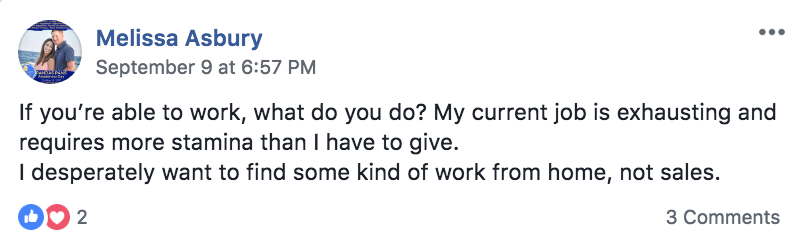 Melissa Asbury
September 9 at 6:57 PM
If you’re able to work, what do you do? My current job is exhausting and
requires more stamina than I have to give.
I desperately want to find some kind of work from home, not sales.
2
3 Comments